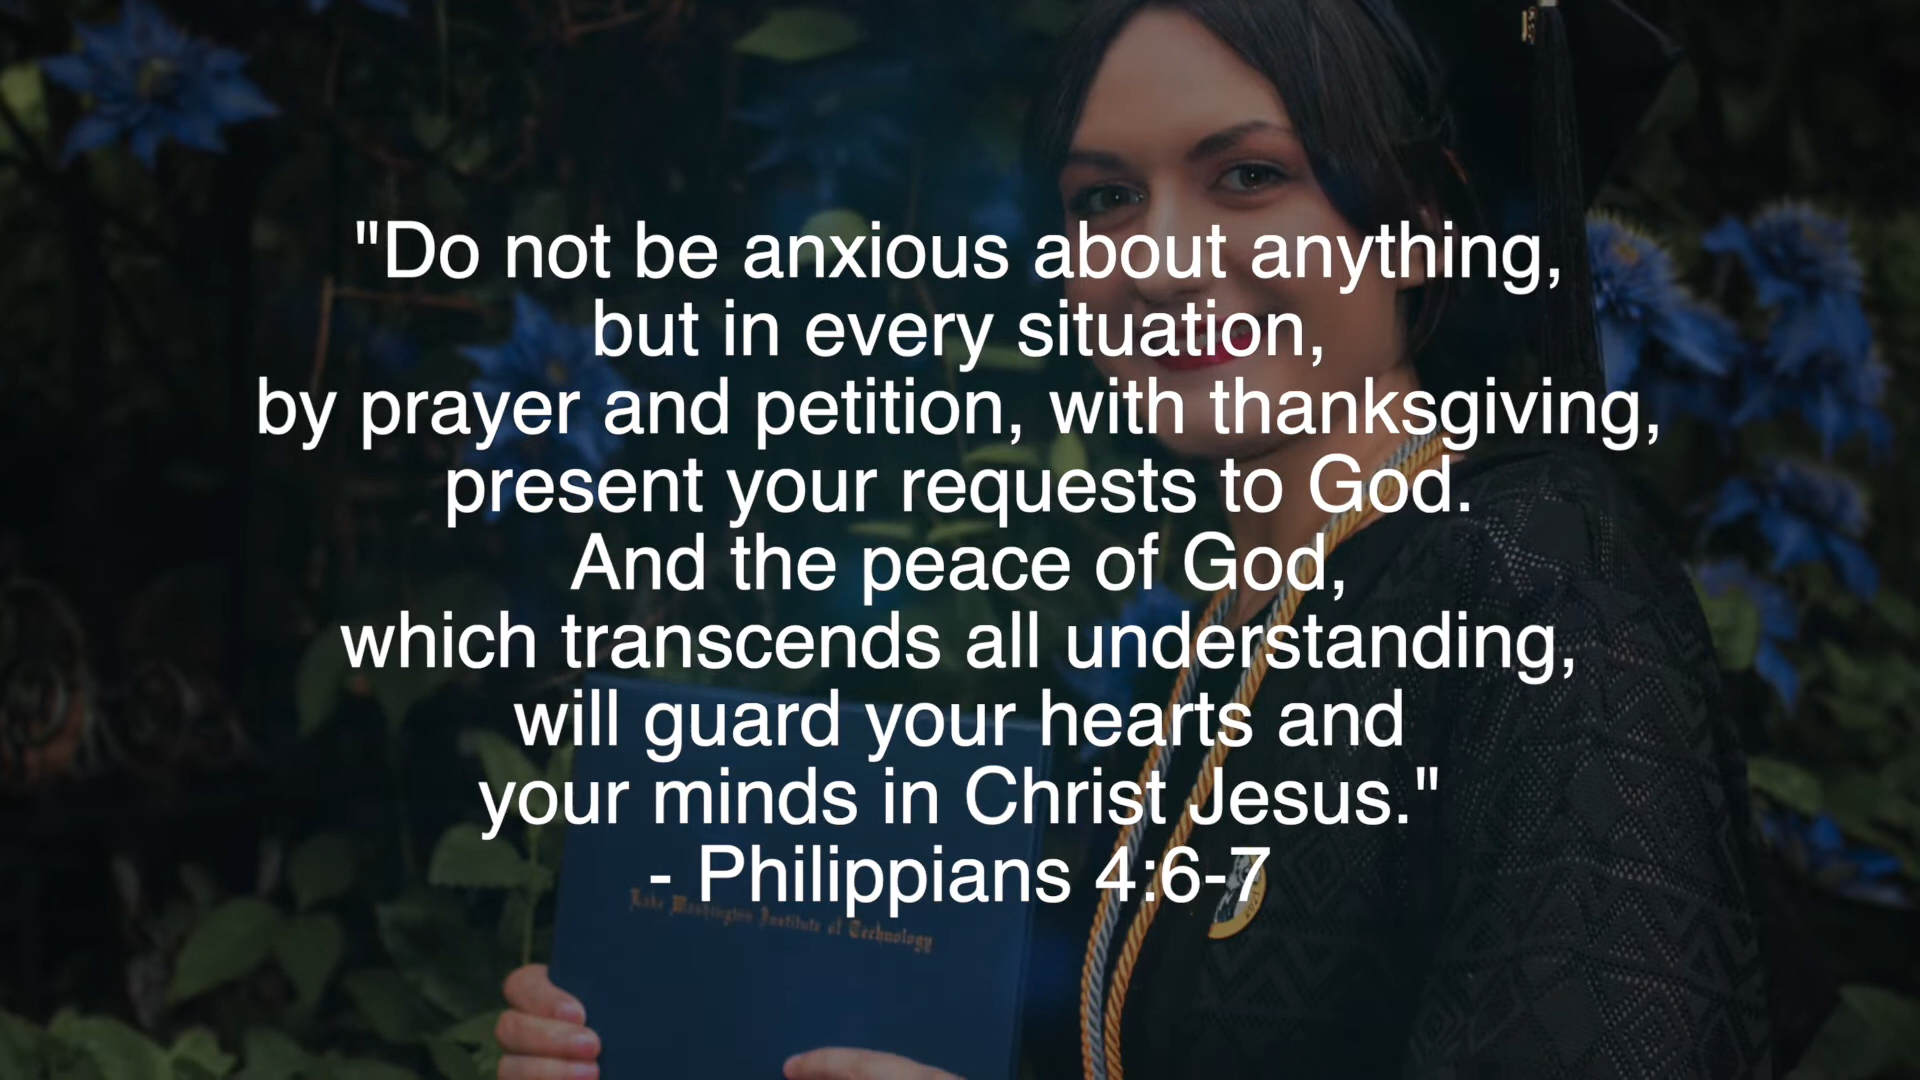 "Do not be anxious about anything,
but in every situation,
by prayer and petition, with thanksgiving,
present your requests to God.
And the peace of God,
which transcends all understanding,
will guard your hearts and
your minds in Christ Jesus."
- Philippians 4:6-7
Lake Washington Institute of Technology